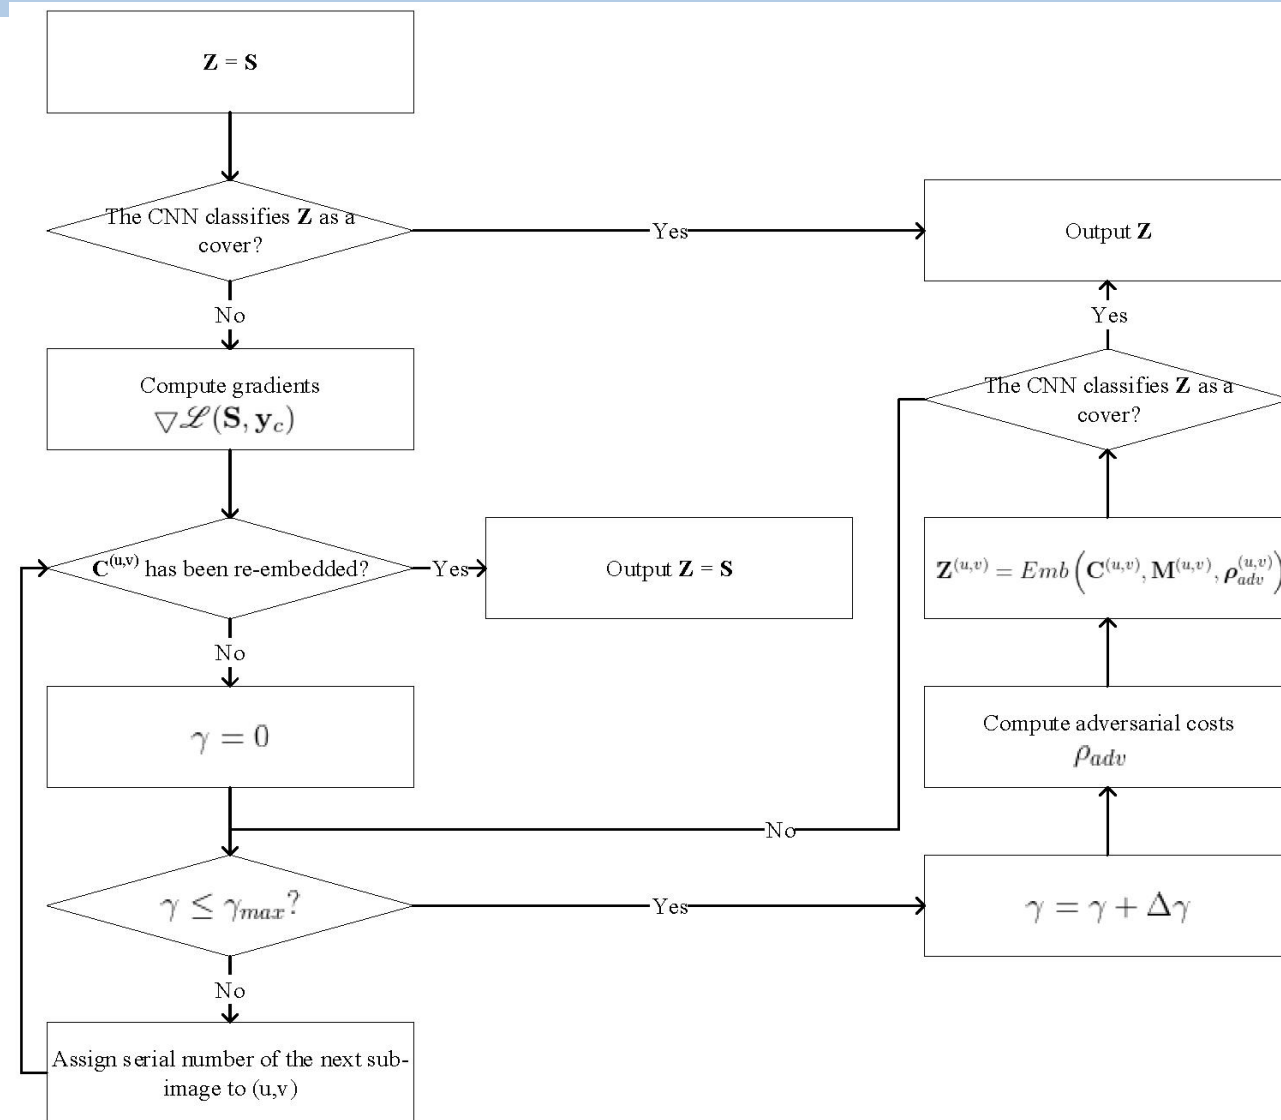 Z = S
The CNN classifies Z as a
cover?
Yes
Output Z
No
Yes
Compute gradients
▽ℒ(S, y_c)
The CNN classifies Z as a
cover?
C^(u,v) has been re-embedded?
Yes
Output Z = S
Z^(u,v) = Emb(C^(u,v), M^(u,v), ρ_adv^(u,v))
No
γ = 0
Compute adversarial costs
ρ_adv
No
γ ≤ γ_max?
Yes
γ = γ + Δγ
No
Assign serial number of the next sub-
image to (u,v)